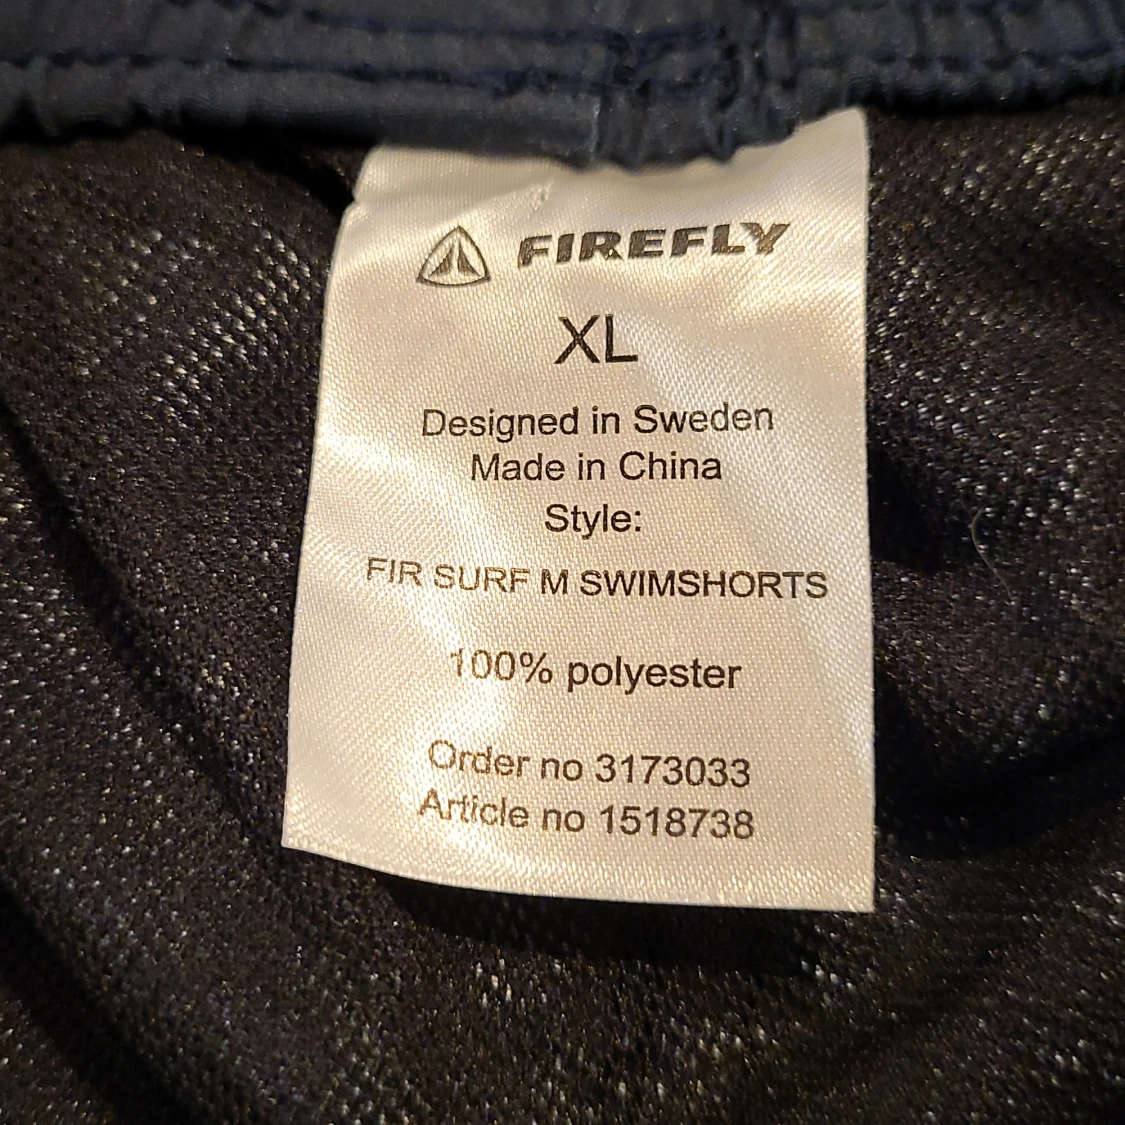 FIREFLY
XL
Designed in Sweden
Made in China
Style:
FIR SURF M SWIMSHORTS
100% polyester
Order no 3173033
Article no 1518738